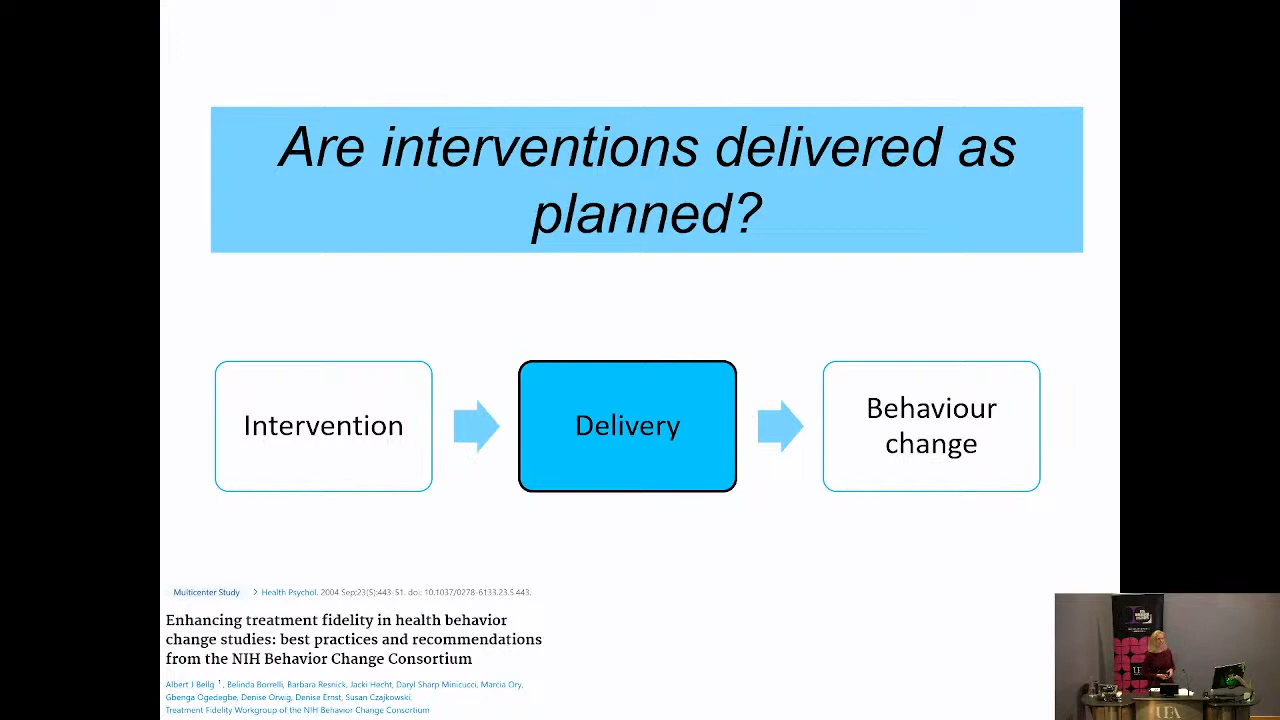 Are interventions delivered as
planned?
Intervention
Delivery
Behaviour
change
Multicenter Study > Health Psychol. 2004 Sep;23(5):443-51. doi: 10.1037/0278-6133.23.5.443.
Enhancing treatment fidelity in health behavior
change studies: best practices and recommendations
from the NIH Behavior Change Consortium
Albert J Bellg 1, Belinda Borrelli, Barbara Resnick, Jacki Hecht, Daryl Sharp Minicucci, Marcia Ory,
Gbenga Ogedegbe, Denise Orwig, Denise Ernst, Susan Czajkowski;
Treatment Fidelity Workgroup of the NIH Behavior Change Consortium
UEA